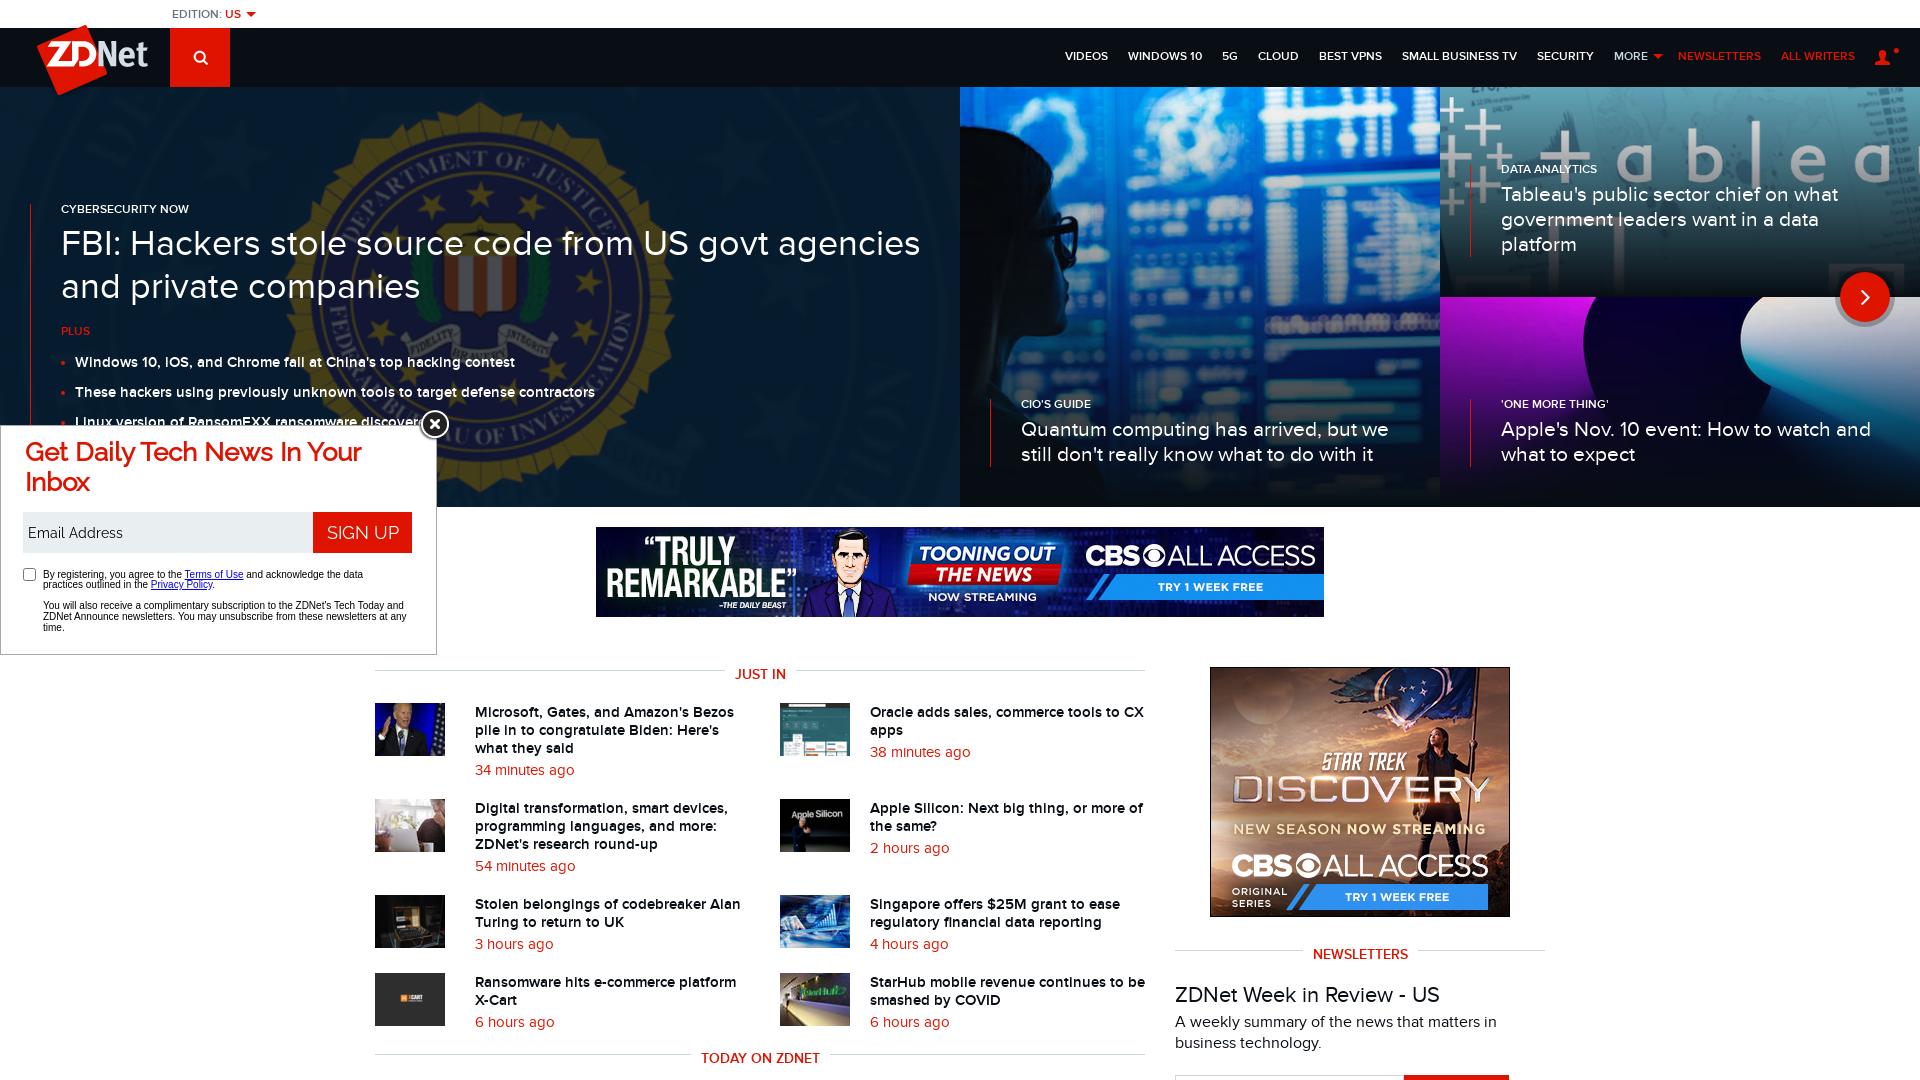 EDITION: US
ZDNet
VIDEOS WINDOWS 10 5G CLOUD BEST VPNS SMALL BUSINESS TV SECURITY MORE NEWSLETTERS ALL WRITERS
CYBERSECURITY NOW
FBI: Hackers stole source code from US govt agencies
and private companies
PLUS
Windows 10, iOS, and Chrome fall at China's top hacking contest
These hackers using previously unknown tools to target defense contractors
Linux version of RansomEXX ransomware discover
DEPARTMENT OF JUSTICE
FEDERAL BUREAU OF INVESTIGATION
FIDELITY BRAVERY INTEGRITY
CIO'S GUIDE
Quantum computing has arrived, but we
still don't really know what to do with it
tablea
DATA ANALYTICS
Tableau's public sector chief on what
government leaders want in a data
platform
'ONE MORE THING'
Apple's Nov. 10 event: How to watch and
what to expect
Get Daily Tech News In Your
Inbox
Email Address
SIGN UP
By registering, you agree to the Terms of Use and acknowledge the data
practices outlined in the Privacy Policy.
You will also receive a complimentary subscription to the ZDNet's Tech Today and
ZDNet Announce newsletters. You may unsubscribe from these newsletters at any
time.
"TRULY
REMARKABLE"
-THE DAILY BEAST
TOONING OUT
THE NEWS
NOW STREAMING
CBS ALL ACCESS
TRY 1 WEEK FREE
JUST IN
Microsoft, Gates, and Amazon's Bezos
pile in to congratulate Biden: Here's
what they said
34 minutes ago
Oracle adds sales, commerce tools to CX
apps
38 minutes ago
Digital transformation, smart devices,
programming languages, and more:
ZDNet's research round-up
54 minutes ago
Apple Silicon
Apple Silicon: Next big thing, or more of
the same?
2 hours ago
Stolen belongings of codebreaker Alan
Turing to return to UK
3 hours ago
Singapore offers $25M grant to ease
regulatory financial data reporting
4 hours ago
XCART
Ransomware hits e-commerce platform
X-Cart
6 hours ago
StarHub
StarHub mobile revenue continues to be
smashed by COVID
6 hours ago
TODAY ON ZDNET
STAR TREK
DISCOVERY
NEW SEASON NOW STREAMING
CBS ALL ACCESS
ORIGINAL
SERIES
TRY 1 WEEK FREE
NEWSLETTERS
ZDNet Week in Review - US
A weekly summary of the news that matters in
business technology.